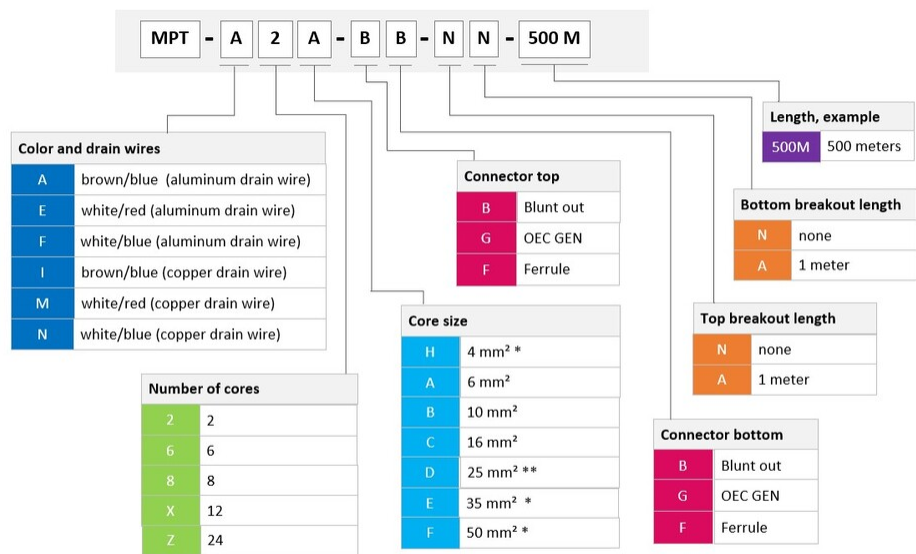 MPT - A 2 A - B B - N N - 500 M
Length, example
500M 500 meters
Color and drain wires
A brown/blue (aluminum drain wire)
E white/red (aluminum drain wire)
F white/blue (aluminum drain wire)
I brown/blue (copper drain wire)
M white/red (copper drain wire)
N white/blue (copper drain wire)
Connector top
B Blunt out
G OEC GEN
F Ferrule
Bottom breakout length
N none
A 1 meter
Core size
H 4 mm² *
A 6 mm²
B 10 mm²
C 16 mm²
D 25 mm² **
E 35 mm² *
F 50 mm² *
Top breakout length
N none
A 1 meter
Number of cores
2 2
6 6
8 8
X 12
Z 24
Connector bottom
B Blunt out
G OEC GEN
F Ferrule